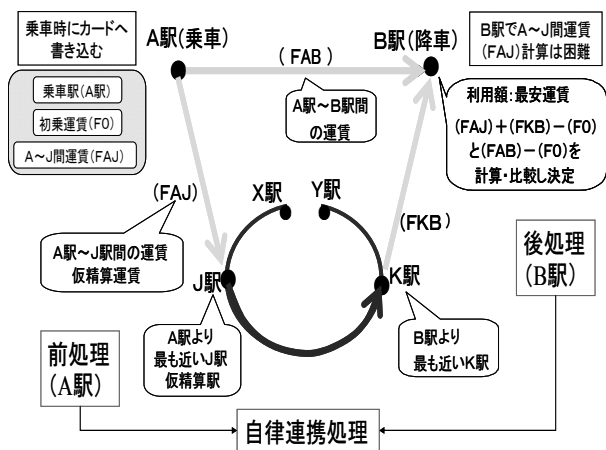 乗車時にカードへ
書き込む
乗車駅(A駅)
初乗運賃(F0)
A～J間運賃(FAJ)
A駅(乗車)
(FAB)
B駅(降車)
A駅～B駅間
の運賃
B駅でA～J間運賃
(FAJ)計算は困難
利用額:最安運賃
(FAJ)+(FKB)-(F0)
と(FAB)-(F0)を
計算・比較し決定
(FAJ)
X駅
Y駅
(FKB)
A駅～J駅間の運賃
仮精算運賃
J駅
K駅
A駅より
最も近いJ駅
仮精算駅
B駅より
最も近いK駅
前処理
(A駅)
後処理
(B駅)
自律連携処理